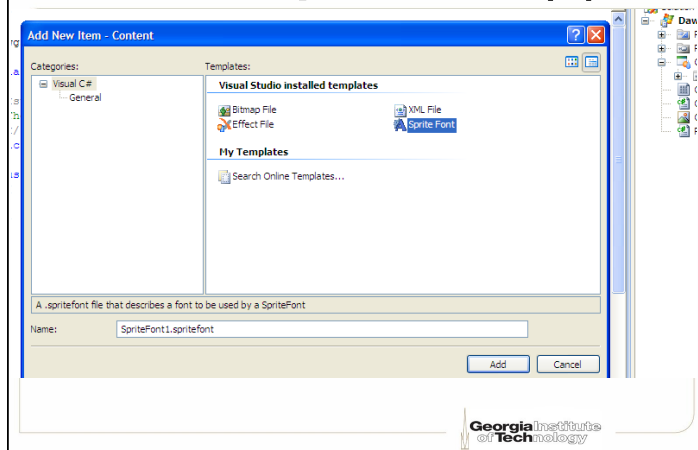 Add New Item - Content
Categories:
Templates:
Visual C#
General
Visual Studio installed templates
Bitmap File
XML File
Effect File
Sprite Font
My Templates
Search Online Templates...
A .spritefont file that describes a font to be used by a SpriteFont
Name:
SpriteFont1.spritefont
Add
Cancel
Daw
Georgia Institute
of Technology